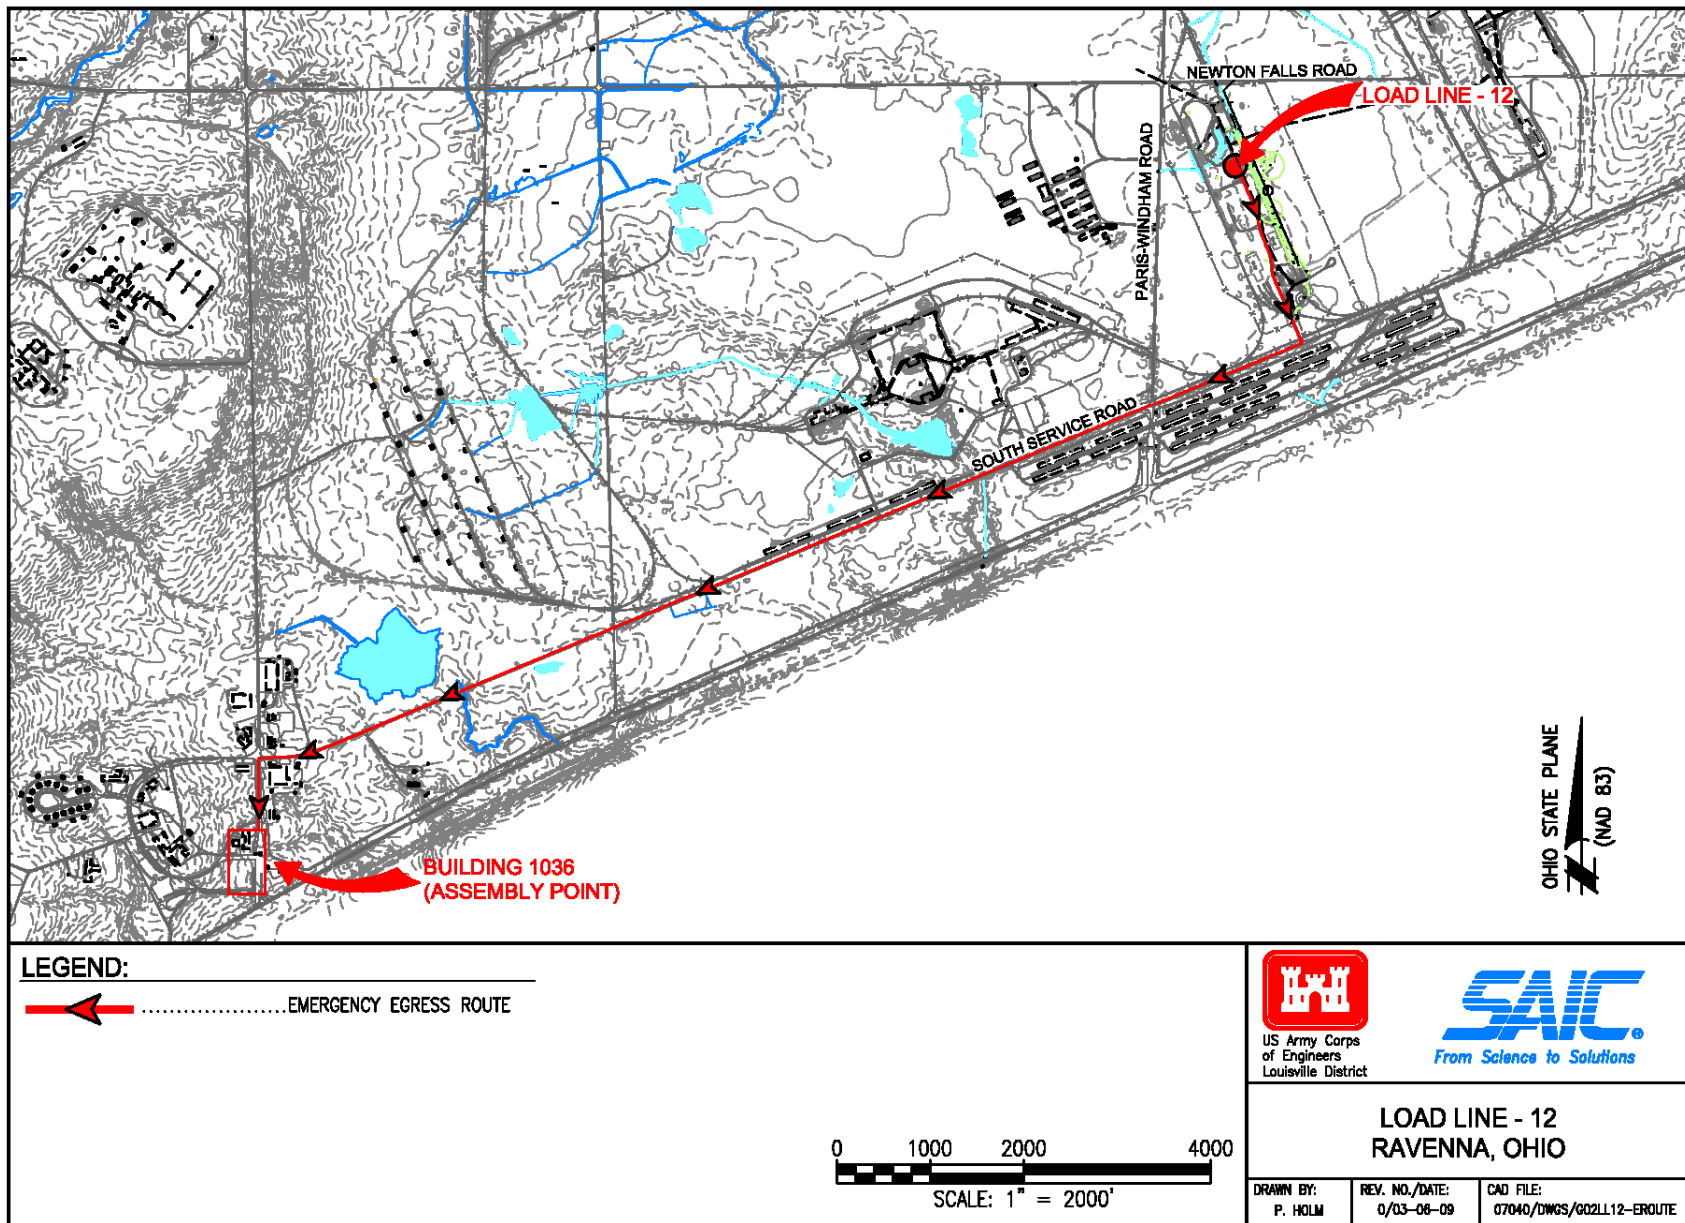 NEWTON FALLS ROAD
LOAD LINE - 12
PARIS-WINDHAM ROAD
SOUTH SERVICE ROAD
BUILDING 1036
(ASSEMBLY POINT)
OHIO STATE PLANE
(NAD 83)
LEGEND:
EMERGENCY EGRESS ROUTE
0 1000 2000 4000
SCALE: 1" = 2000'
US Army Corps
of Engineers
Louisville District
SAIC®
From Science to Solutions
LOAD LINE - 12
RAVENNA, OHIO
DRAWN BY:
P. HOLM
REV. NO./DATE:
0/03-06-09
CAD FILE:
07040/DWGS/G02LL12-EROUTE